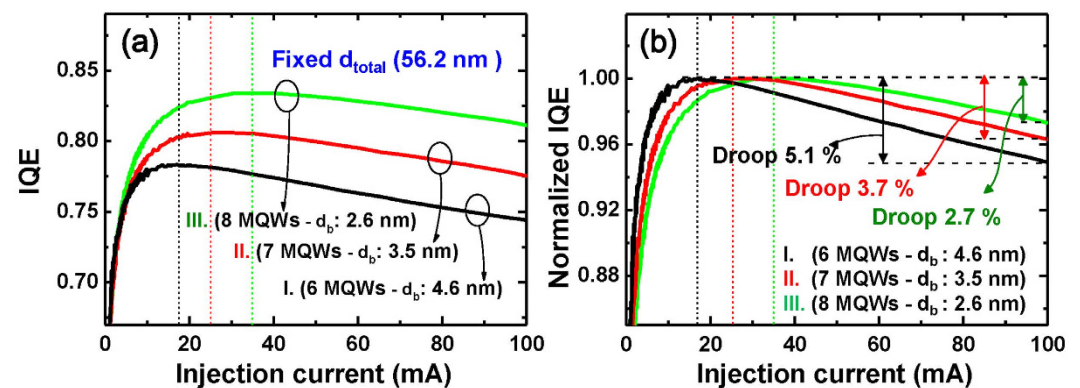 (a)
Fixed d_total (56.2 nm )
III. (8 MQWs - d_b: 2.6 nm)
II. (7 MQWs - d_b: 3.5 nm)
I. (6 MQWs - d_b: 4.6 nm)
IQE
0.85
0.80
0.75
0.70
0 20 40 60 80 100
Injection current (mA)
(b)
Droop 5.1 %
Droop 3.7 %
Droop 2.7 %
I. (6 MQWs - d_b : 4.6 nm)
II. (7 MQWs - d_b : 3.5 nm)
III. (8 MQWs - d_b : 2.6 nm)
Normalized IQE
1.00
0.96
0.92
0.88
0 20 40 60 80 100
Injection current (mA)